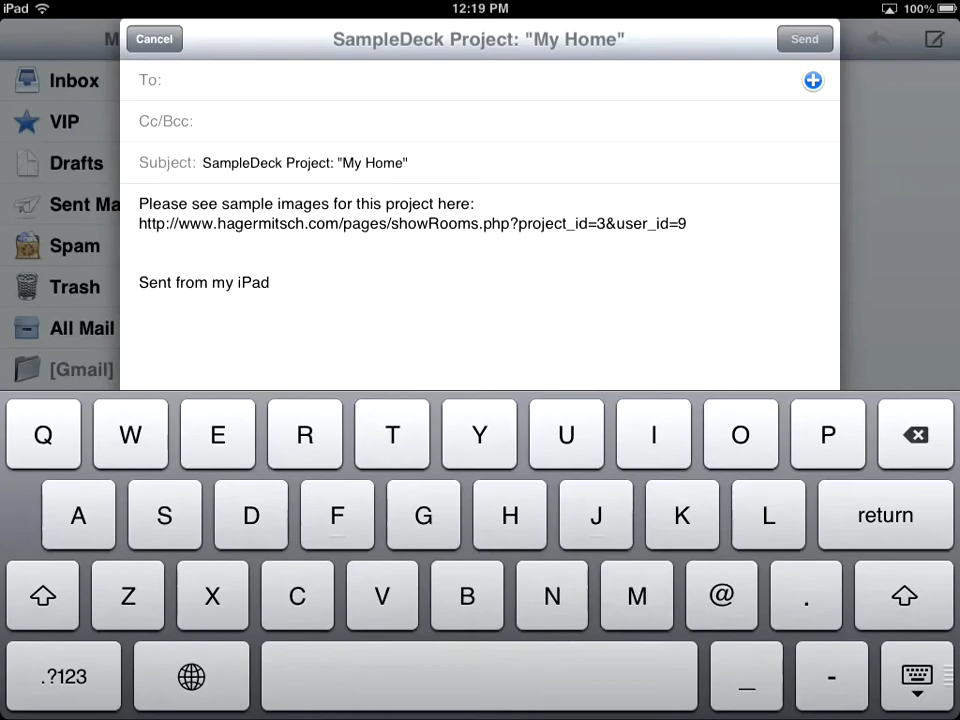 iPad 12:19 PM 100%
M Cancel SampleDeck Project: "My Home" Send
Inbox To:
VIP Cc/Bcc:
Drafts Subject: SampleDeck Project: "My Home"
Sent Ma Please see sample images for this project here:
http://www.hagermitsch.com/pages/showRooms.php?project_id=3&user_id=9
Spam
Trash Sent from my iPad
All Mail
[Gmail]
Q W E R T Y U I O P
A S D F G H J K L return
Z X C V B N M @ .
.?123 _ -